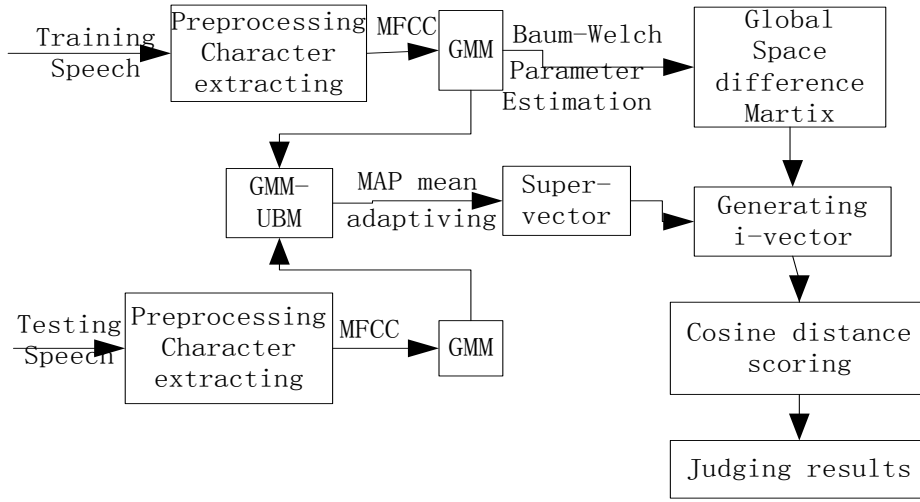 Training
Speech
Preprocessing
Character
extracting
MFCC
GMM
Baum-Welch
Parameter
Estimation
Global
Space
difference
Martix
GMM-
UBM
MAP mean
adaptiving
Super-
vector
Generating
i-vector
Testing
Speech
Preprocessing
Character
extracting
MFCC
GMM
Cosine distance
scoring
Judging results